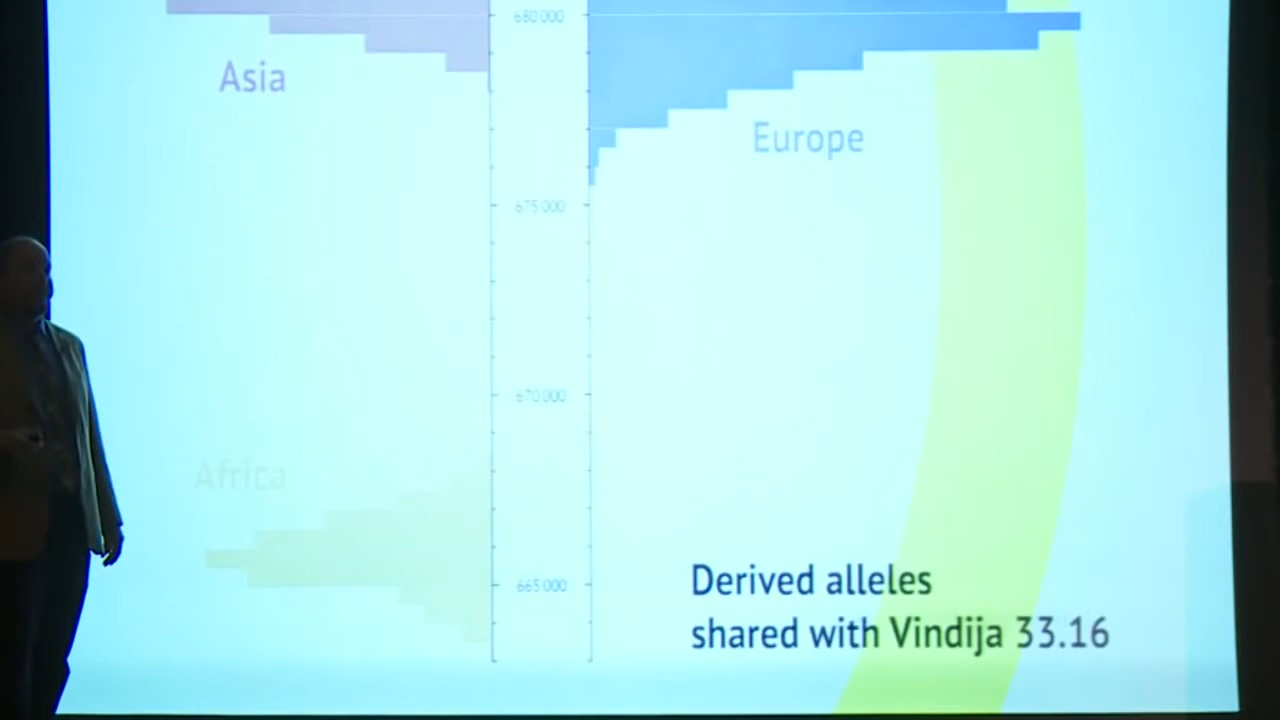 680 000
Asia
Europe
675 000
670 000
Africa
665 000
Derived alleles
shared with Vindija 33.16